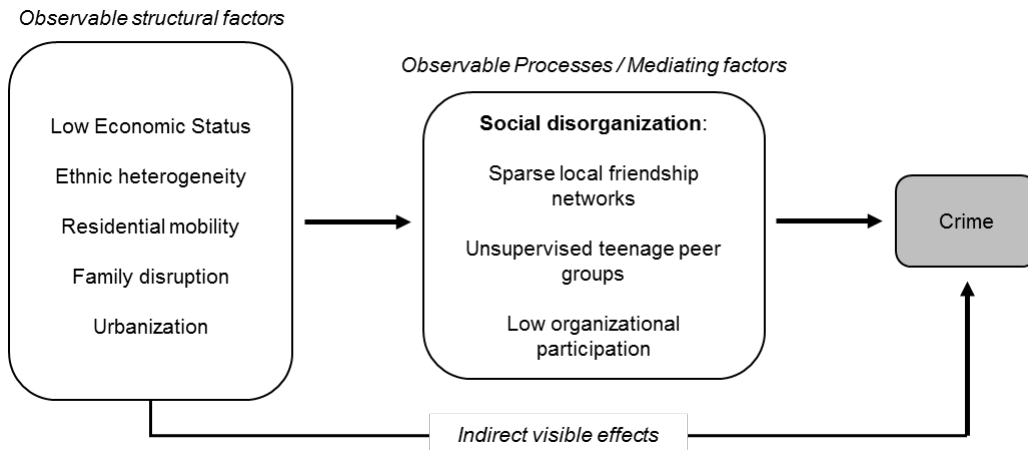 Observable structural factors
Low Economic Status
Ethnic heterogeneity
Residential mobility
Family disruption
Urbanization
Observable Processes / Mediating factors
Social disorganization:
Sparse local friendship
networks
Unsupervised teenage peer
groups
Low organizational
participation
Crime
Indirect visible effects